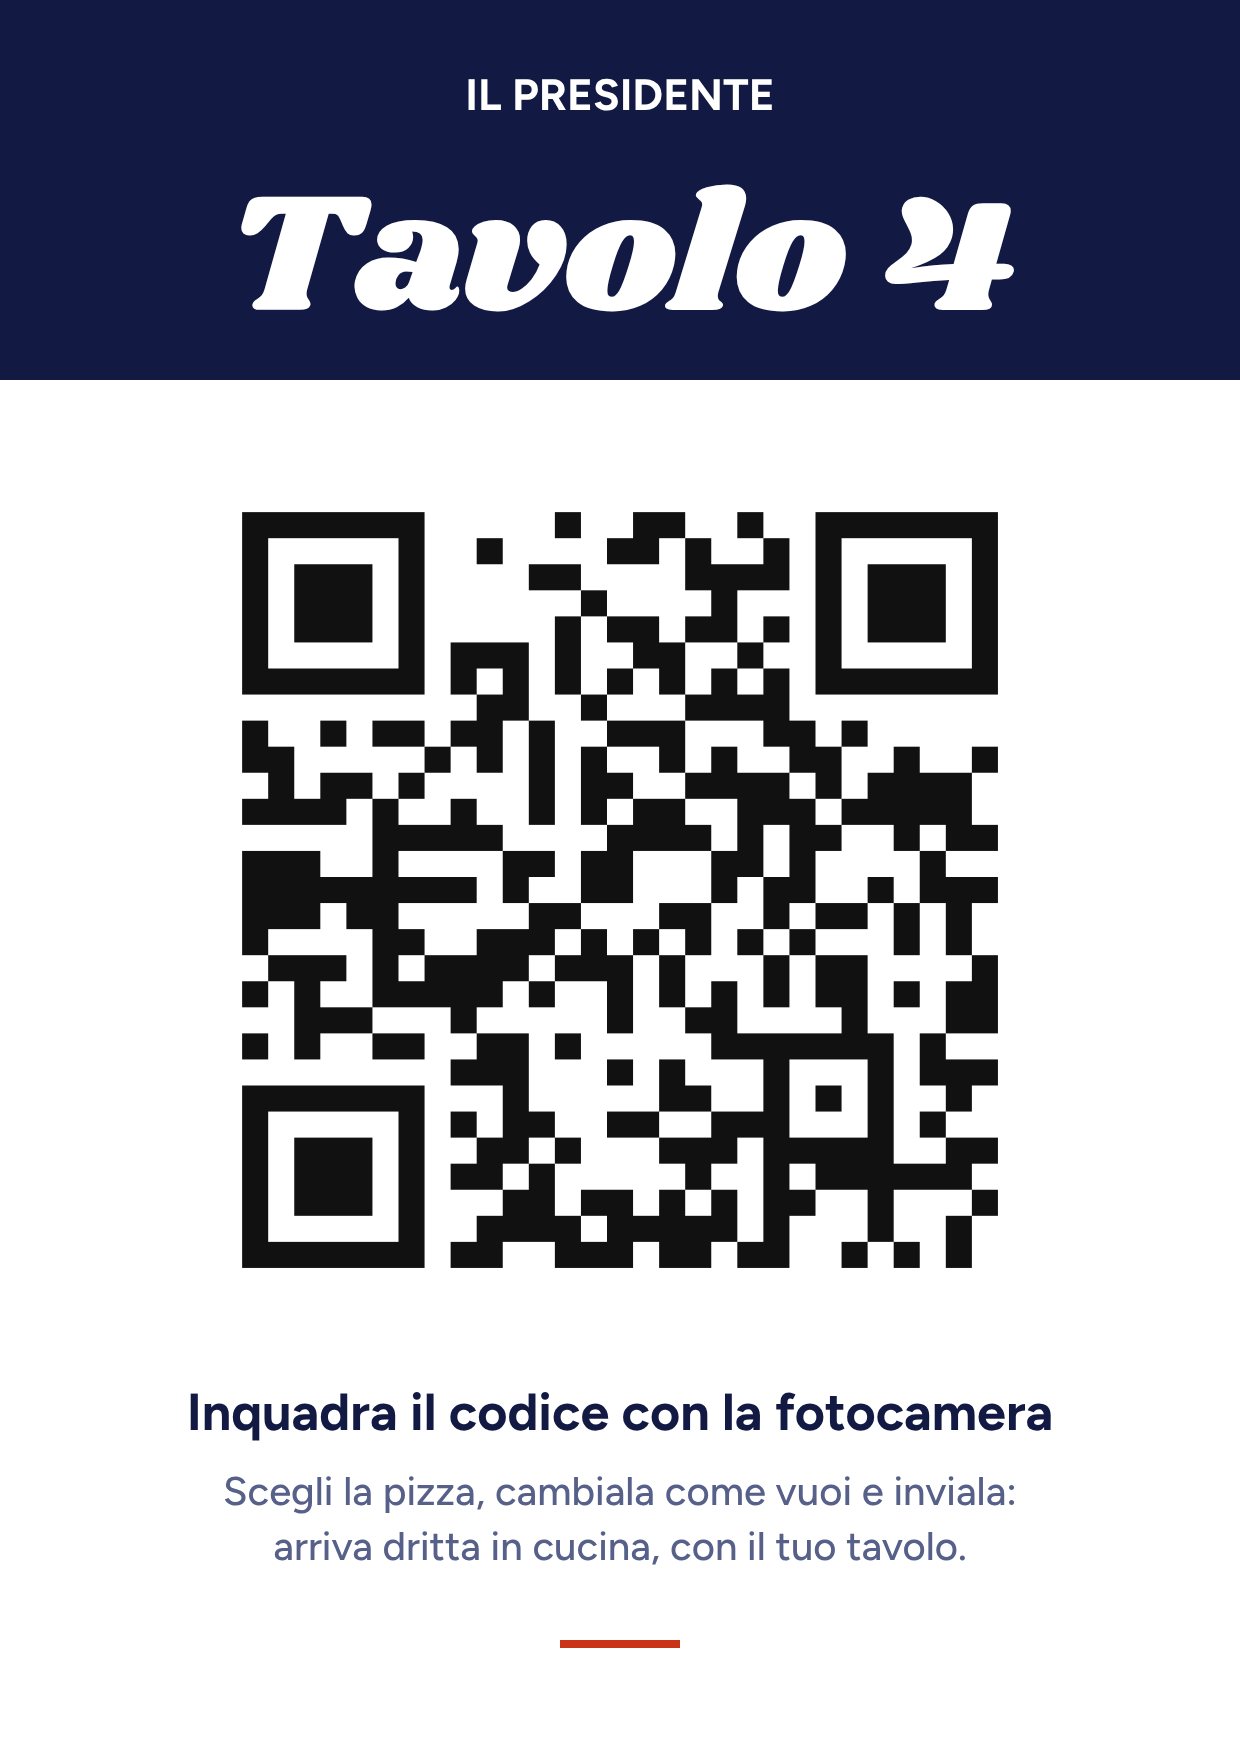 IL PRESIDENTE
Tavolo 4
Inquadra il codice con la fotocamera
Scegli la pizza, cambiala come vuoi e inviala:
arriva dritta in cucina, con il tuo tavolo.